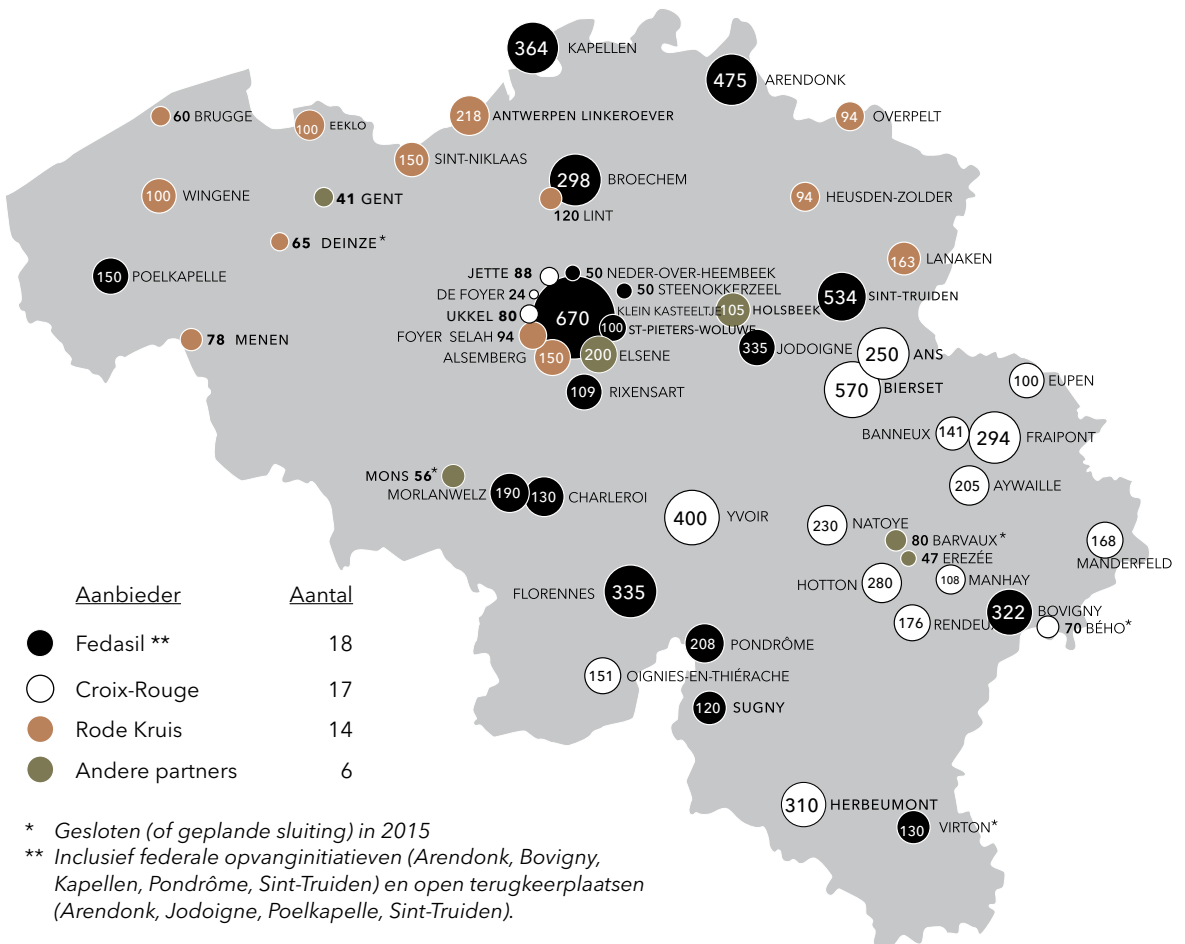 364 KAPELLEN
475 ARENDONK
60 BRUGGE
100 EEKLO
218 ANTWERPEN LINKEROEVER
94 OVERPELT
150 SINT-NIKLAAS
298 BROECHEM
100 WINGENE
41 GENT
120 LINT
94 HEUSDEN-ZOLDER
65 DEINZE*
150 POELKAPELLE
163 LANAKEN
JETTE 88
50 NEDER-OVER-HEEMBEEK
DE FOYER 24
50 STEENOKKERZEEL
534 SINT-TRUIDEN
UKKEL 80
670 KLEIN KASTEELTJE
105 HOLSBEEK
100 ST-PIETERS-WOLUWE
FOYER SELAH 94
78 MENEN
ALSEMBERG 150
200 ELSENE
335 JODOIGNE
250 ANS
570 BIERSET
100 EUPEN
109 RIXENSART
BANNEUX 141
294 FRAIPONT
MONS 56*
MORLANWELZ 190
130 CHARLEROI
205 AYWAILLE
400 YVOIR
230 NATOYE
80 BARVAUX*
47 EREZÉE
168
MANDERFELD
HOTTON 280
108 MANHAY
FLORENNES 335
322 BOVIGNY
176 RENDEU
70 BÉHO*
208 PONDRÔME
151 OIGNIES-EN-THIÉRACHE
120 SUGNY
310 HERBEUMONT
130 VIRTON*
Aanbieder Aantal
Fedasil ** 18
Croix-Rouge 17
Rode Kruis 14
Andere partners 6
* Gesloten (of geplande sluiting) in 2015
** Inclusief federale opvanginitiatieven (Arendonk, Bovigny,
Kapellen, Pondrôme, Sint-Truiden) en open terugkeerplaatsen
(Arendonk, Jodoigne, Poelkapelle, Sint-Truiden).